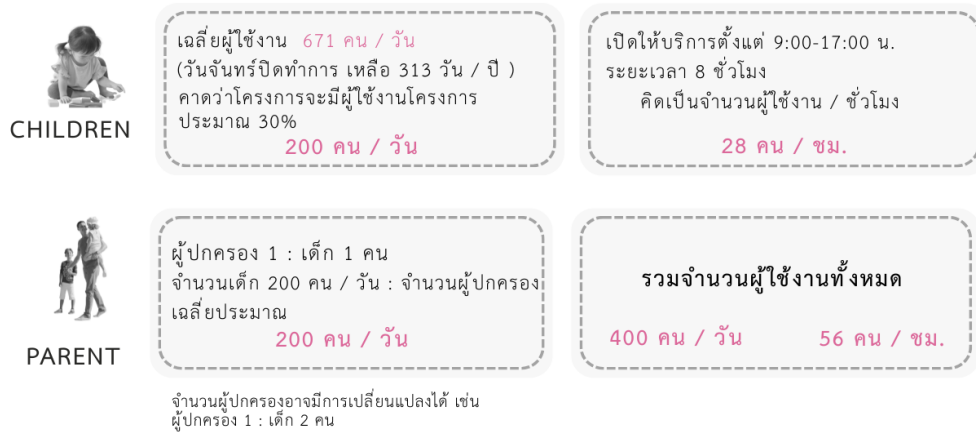 CHILDREN
เฉลี่ยผู้ใช้งาน 671 คน / วัน
(วันจันทร์ปิดทำการ เหลือ 313 วัน / ปี )
คาดว่าโครงการจะมีผู้ใช้งานโครงการ
ประมาณ 30%
200 คน / วัน
เปิดให้บริการตั้งแต่ 9:00-17:00 น.
ระยะเวลา 8 ชั่วโมง
คิดเป็นจำนวนผู้ใช้งาน / ชั่วโมง
28 คน / ชม.
PARENT
ผู้ปกครอง 1 : เด็ก 1 คน
จำนวนเด็ก 200 คน / วัน : จำนวนผู้ปกครอง
เฉลี่ยประมาณ
200 คน / วัน
รวมจำนวนผู้ใช้งานทั้งหมด
400 คน / วัน 56 คน / ชม.
จำนวนผู้ปกครองอาจมีการเปลี่ยนแปลงได้ เช่น
ผู้ปกครอง 1 : เด็ก 2 คน